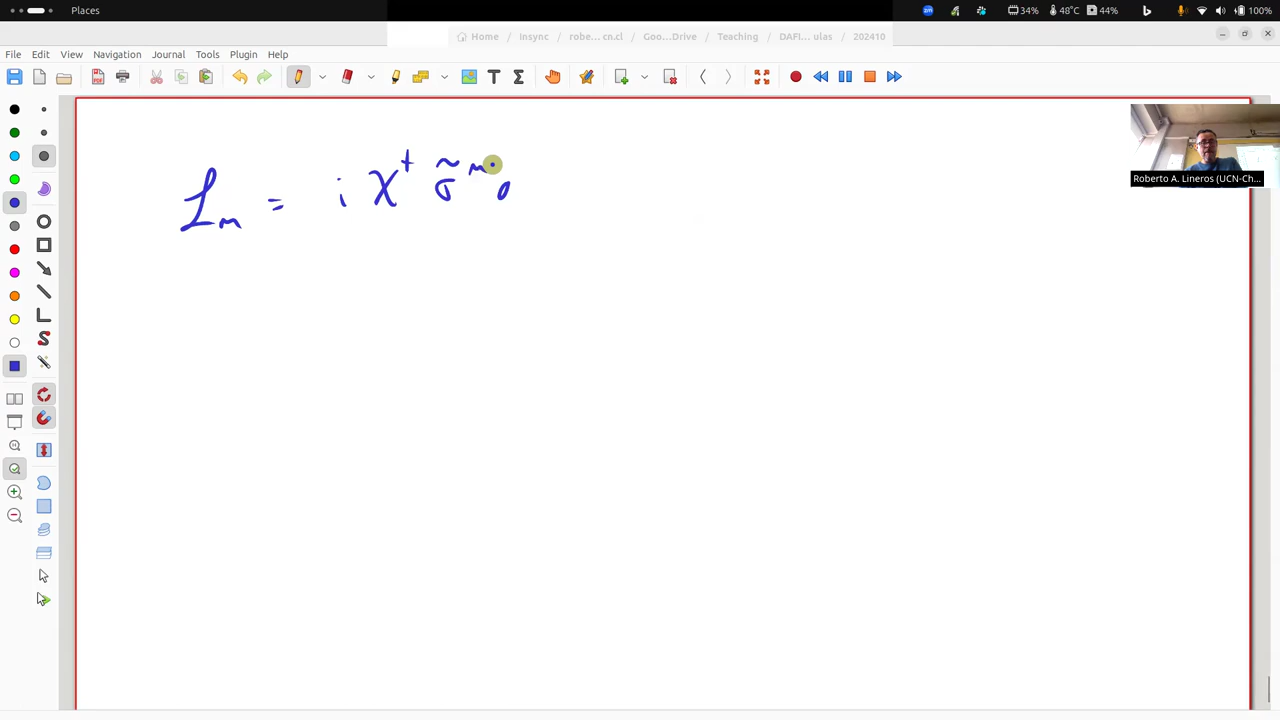 Places
34% 48°C 44% 100%
Home Insync robe... cn.cl Goo...Drive Teaching DAFI... ulas 202410
File Edit View Navigation Journal Tools Plugin Help
Roberto A. Lineros (UCN-Ch...
ℒ_m = i χ† σ̃^μ ∂